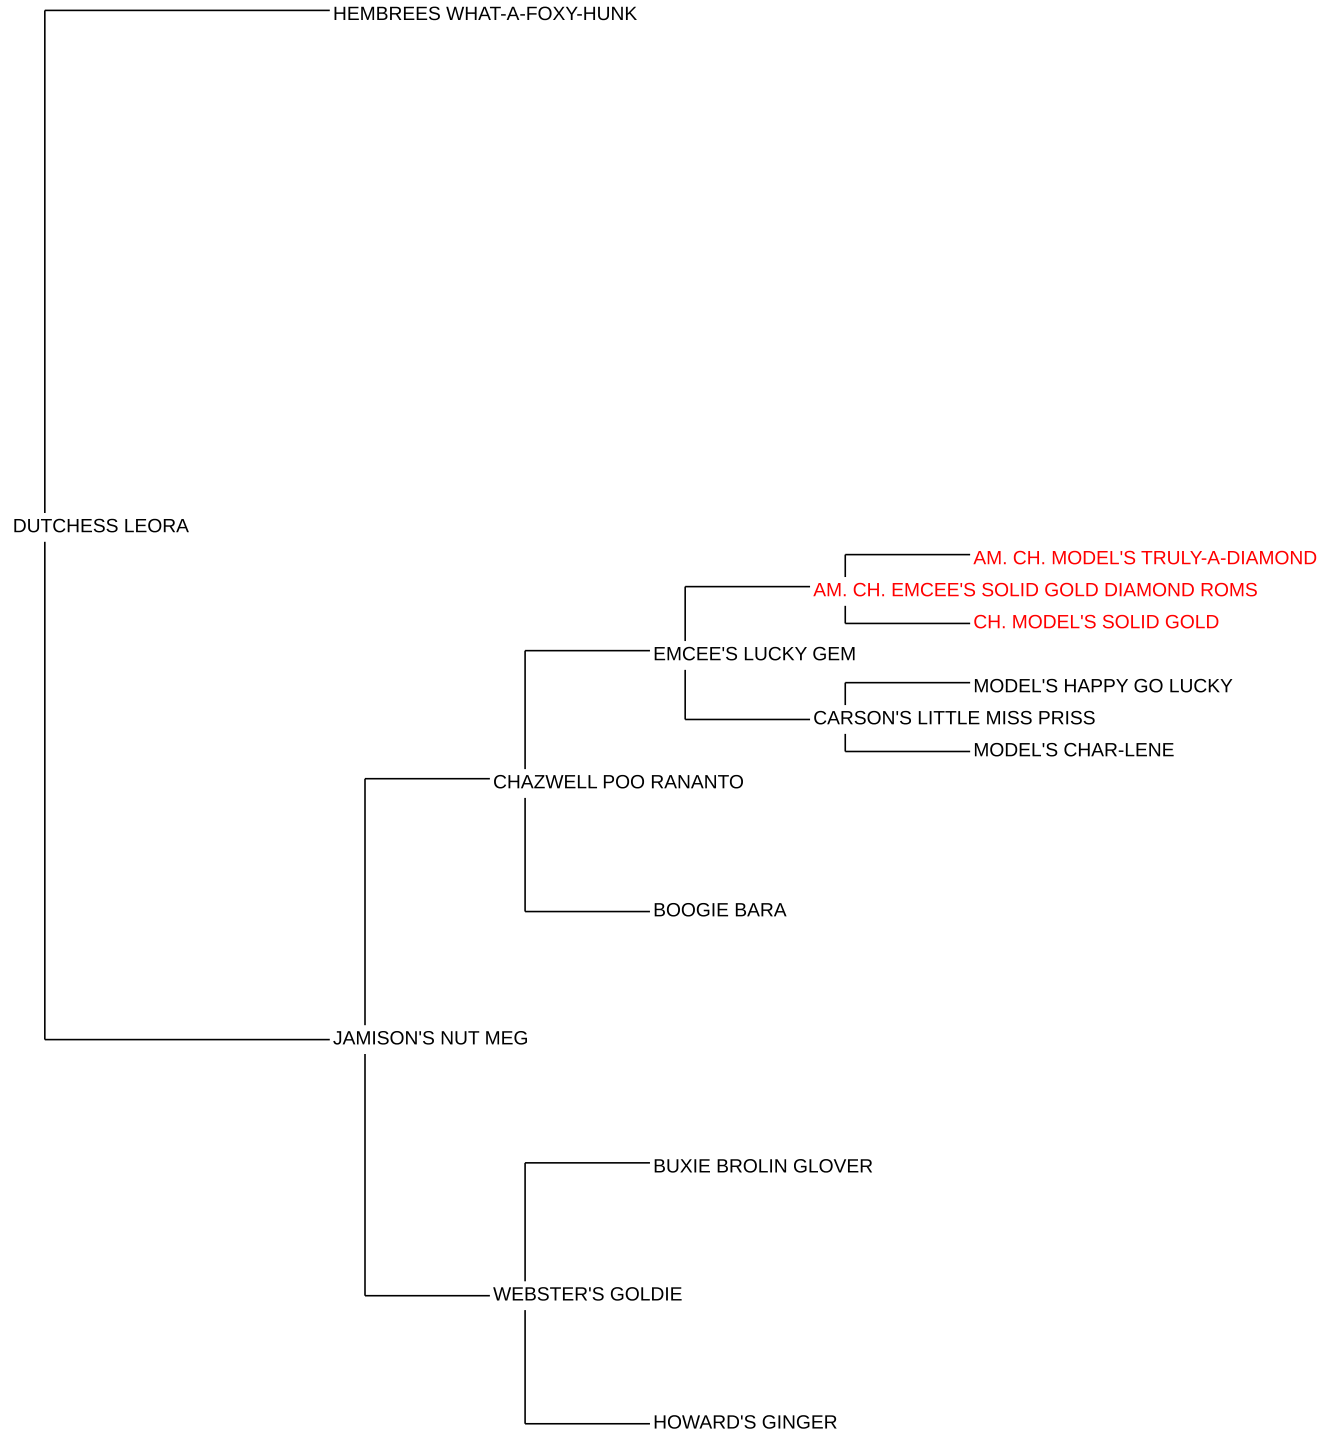 HEMBREES WHAT-A-FOXY-HUNK
DUTCHESS LEORA
AM. CH. MODEL'S TRULY-A-DIAMOND
AM. CH. EMCEE'S SOLID GOLD DIAMOND ROMS
CH. MODEL'S SOLID GOLD
EMCEE'S LUCKY GEM
MODEL'S HAPPY GO LUCKY
CARSON'S LITTLE MISS PRISS
MODEL'S CHAR-LENE
CHAZWELL POO RANANTO
BOOGIE BARA
JAMISON'S NUT MEG
BUXIE BROLIN GLOVER
WEBSTER'S GOLDIE
HOWARD'S GINGER